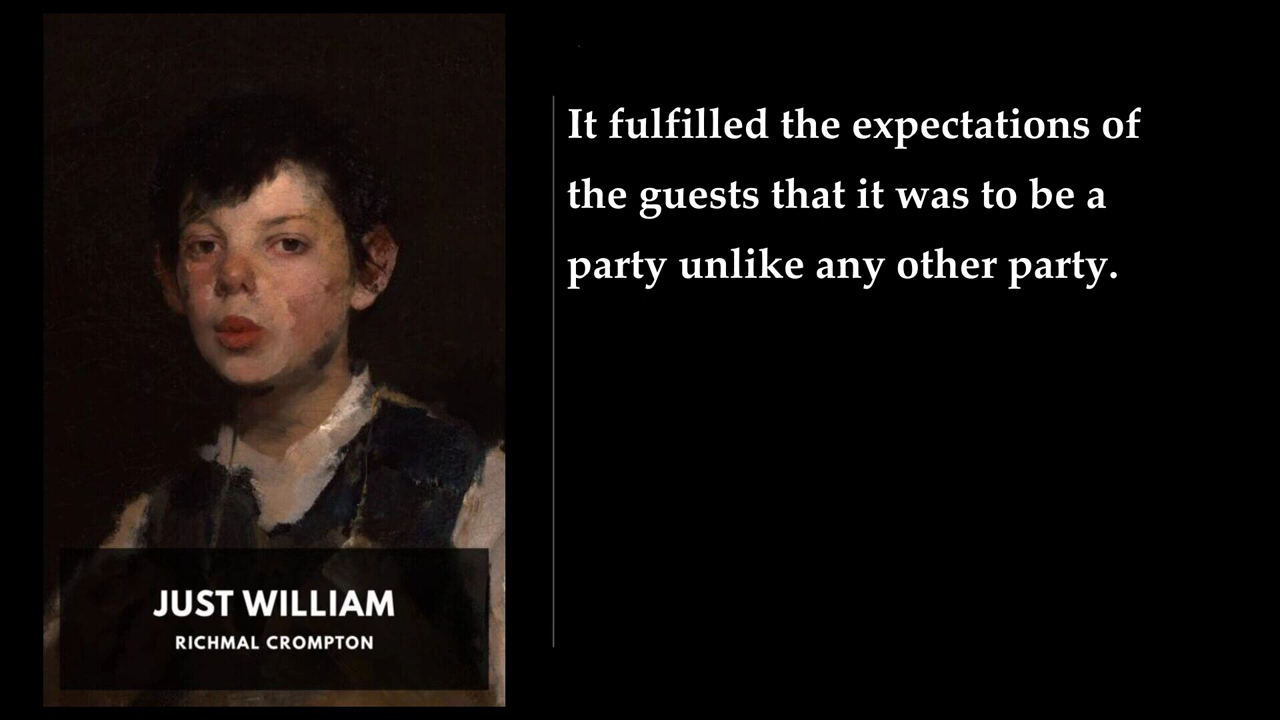 It fulfilled the expectations of
the guests that it was to be a
party unlike any other party.
JUST WILLIAM
RICHMAL CROMPTON